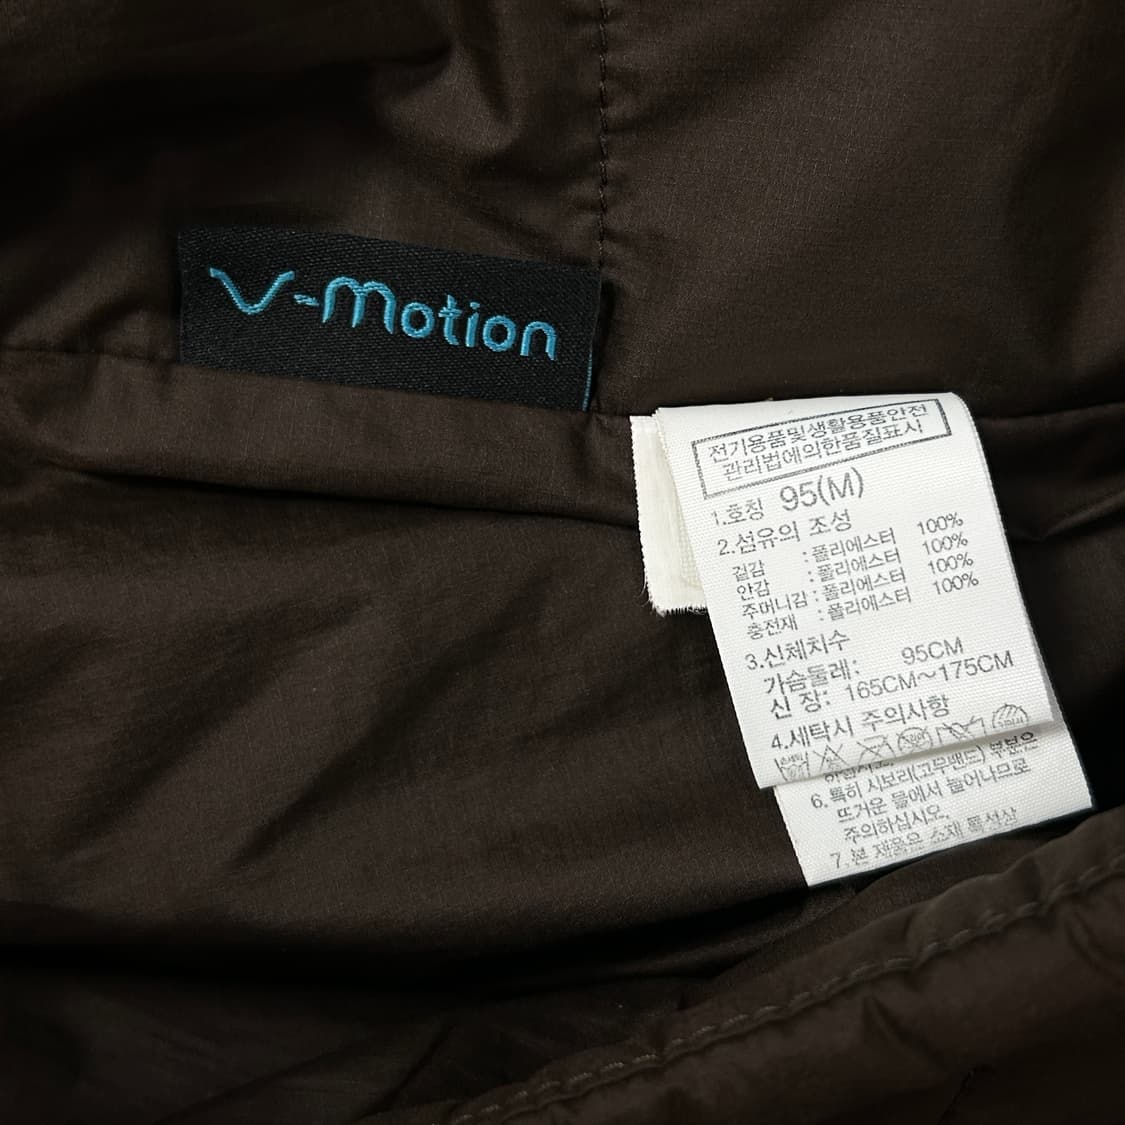 V-Motion
전기용품및생활용품안전
관리법에의한품질표시
1.호칭 95(M)
2.섬유의 조성
겉감 : 폴리에스터 100%
안감 : 폴리에스터 100%
주머니감 : 폴리에스터 100%
충전재 : 폴리에스터 100%
3.신체치수
가슴둘레: 95CM
신 장: 165CM~175CM
4.세탁시 주의사항
부분은
6. 특히 시보리(고무밴드)
뜨거운 물에서 늘어나므로
주의하십시오.
7.본 제품은 소재 특성상